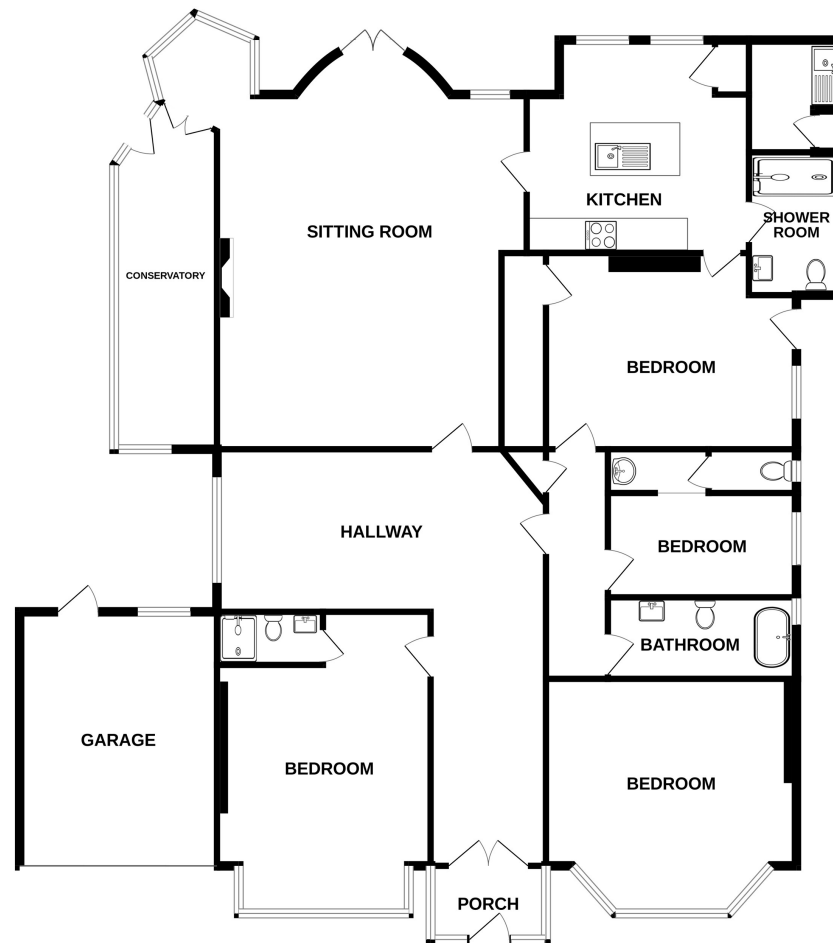 KITCHEN
SHOWER
ROOM
SITTING ROOM
CONSERVATORY
BEDROOM
HALLWAY
BEDROOM
BATHROOM
GARAGE
BEDROOM
BEDROOM
PORCH